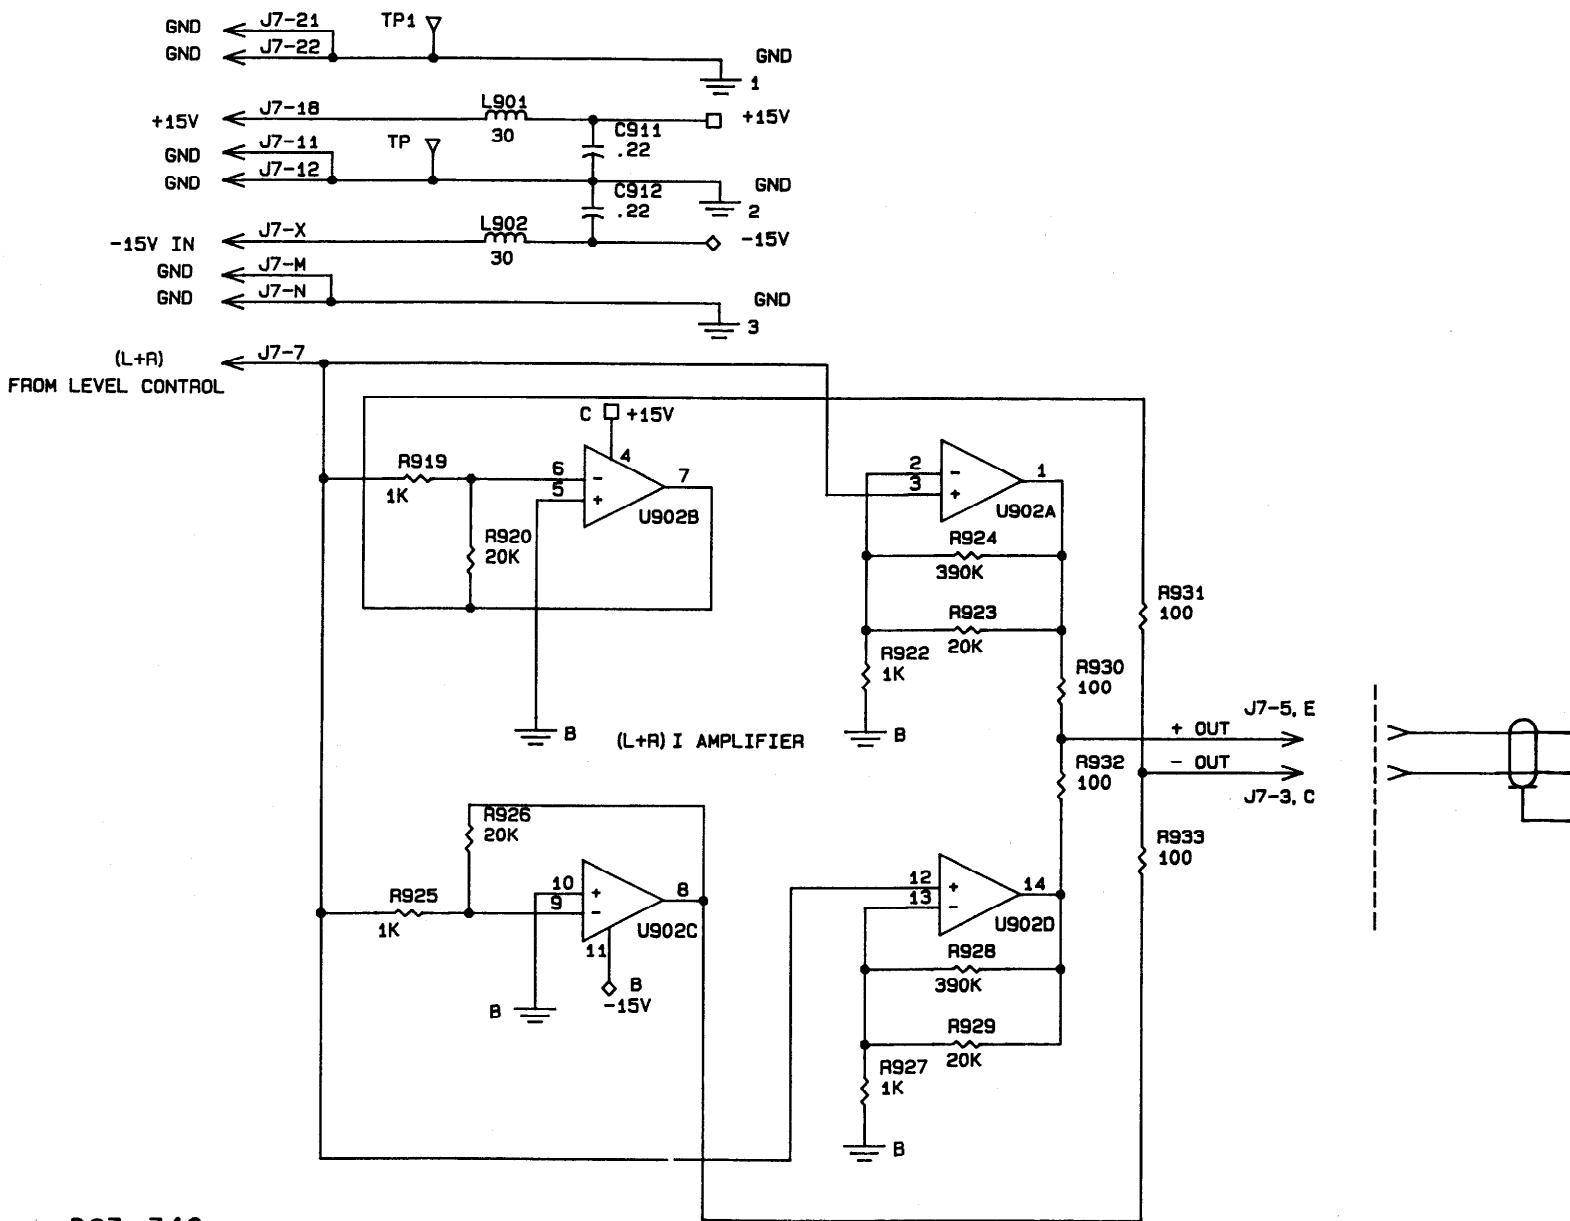 GND J7-21 TP1
GND J7-22 GND
1
+15V J7-18 L901 +15V
30
C911
.22
GND J7-11 TP
GND J7-12 GND
2
C912
.22
-15V IN J7-X L902 -15V
30
GND J7-M
GND J7-N GND
3
(L+R) J7-7
FROM LEVEL CONTROL
C +15V
4
R919
1K
6
5
-
+
7
U902B
R920
20K
B
2
3
-
+
1
U902A
R924
390K
R923
20K
R922
1K
B
R931
100
R930
100
(L+R) I AMPLIFIER
+ OUT J7-5, E
- OUT
J7-3, C
R932
100
R933
100
R926
20K
R925
1K
10
9
+
-
8
U902C
11
B
-15V
B
12
13
+
-
14
U902D
R928
390K
R929
20K
R927
1K
B